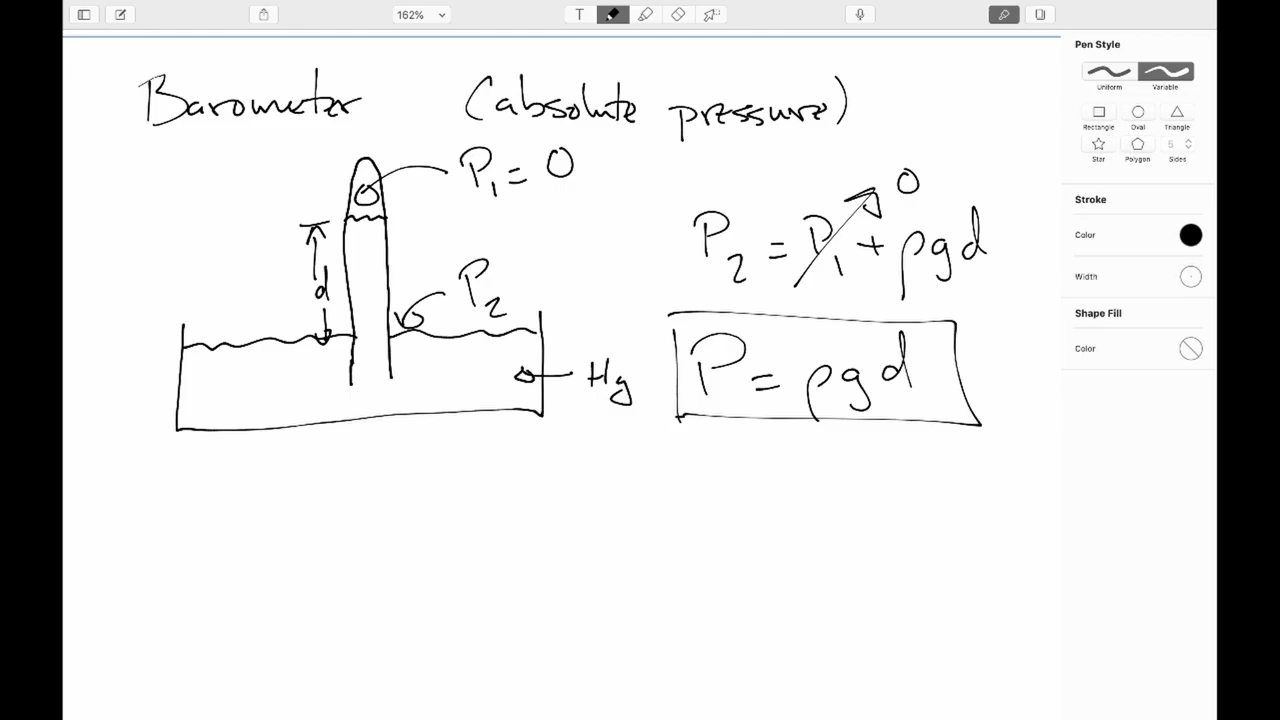 162%
T
Pen Style
Uniform Variable
Rectangle Oval Triangle
Star Polygon 5 Sides
Stroke
Color
Width
Shape Fill
Color
Barometer (absolute pressure)
P₁ = 0
P₂ = P₁ + ρgd
0
d
P₂
P = ρgd
Hg